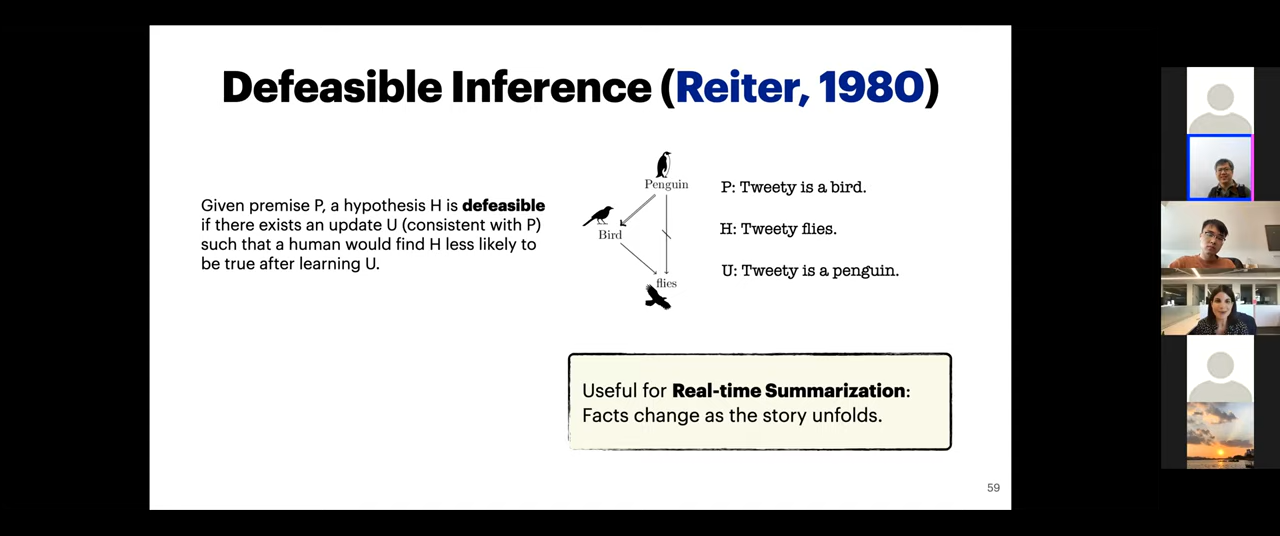 Defeasible Inference (Reiter, 1980)
Given premise P, a hypothesis H is defeasible
if there exists an update U (consistent with P)
such that a human would find H less likely to
be true after learning U.
Penguin
Bird
flies
P: Tweety is a bird.
H: Tweety flies.
U: Tweety is a penguin.
Useful for Real-time Summarization:
Facts change as the story unfolds.
59